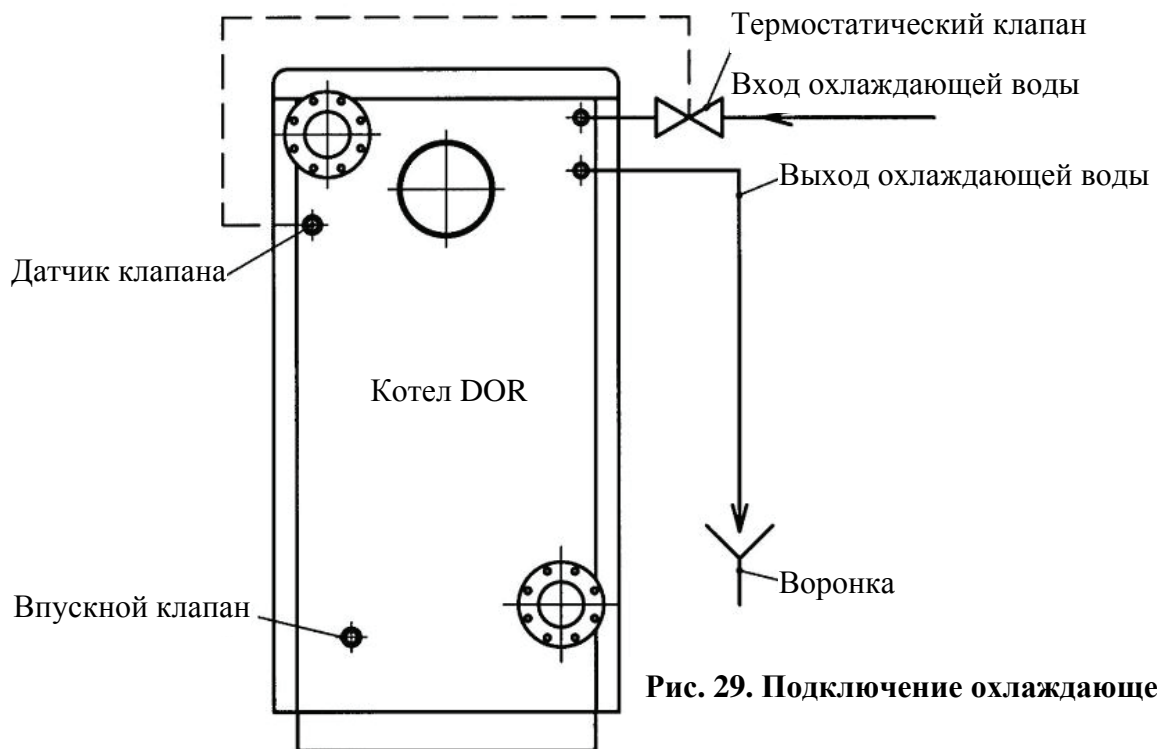 Термостатический клапан
Вход охлаждающей воды
Выход охлаждающей воды
Датчик клапана
Котел DOR
Впускной клапан
Воронка
Рис. 29. Подключение охлаждающе